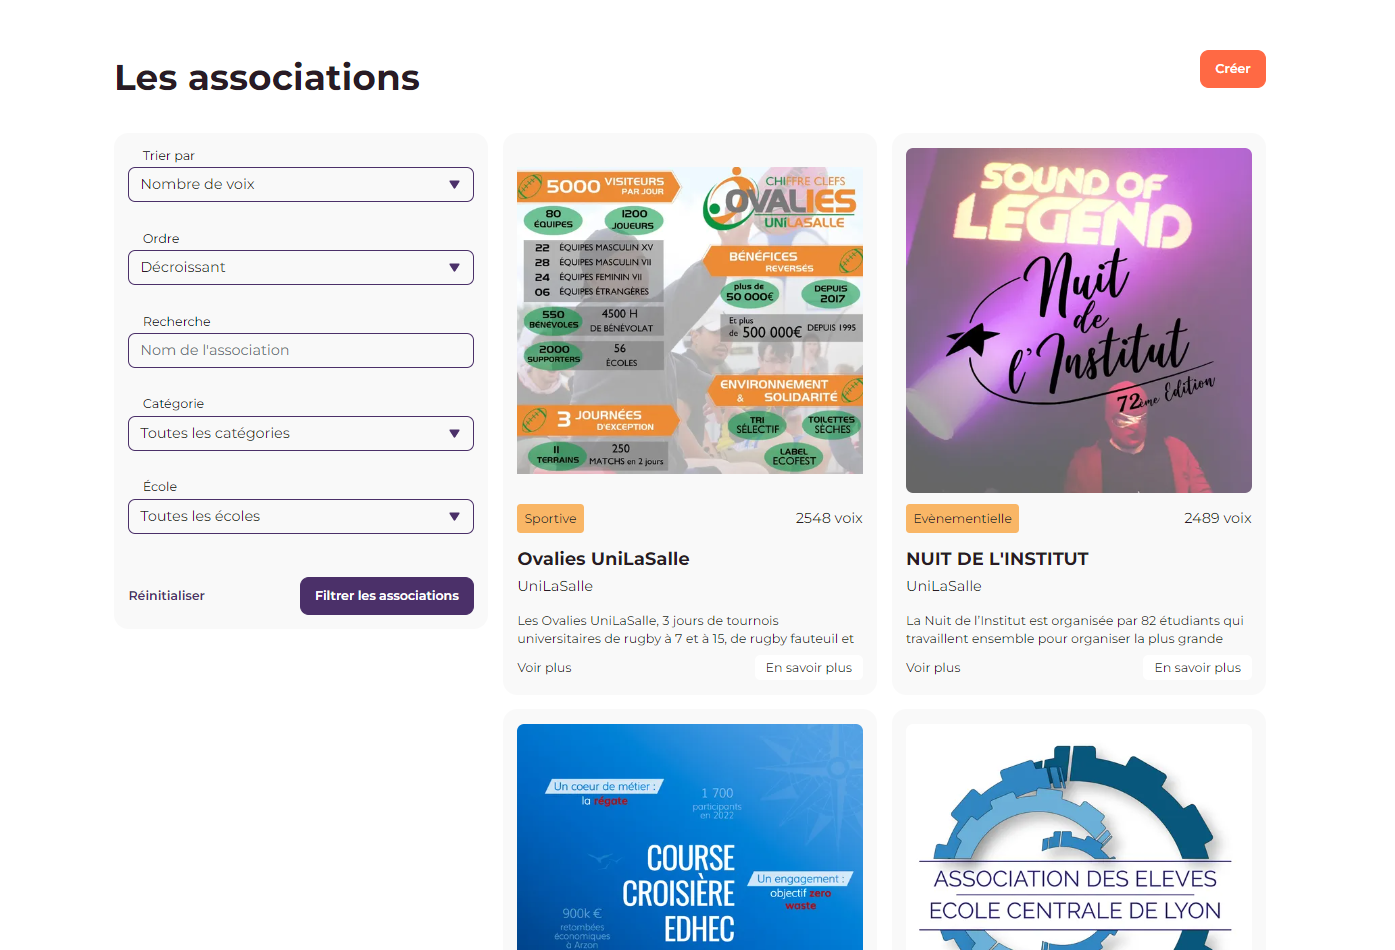 Les associations
Créer
Trier par
Nombre de voix
Ordre
Décroissant
Recherche
Nom de l'association
Catégorie
Toutes les catégories
École
Toutes les écoles
Réinitialiser
Filtrer les associations
5000 VISITEURS
PAR JOUR
80
ÉQUIPES
1200
JOUEURS
22 ÉQUIPES MASCULIN XV
28 ÉQUIPES MASCULIN VII
24 ÉQUIPES FEMININ VII
06 ÉQUIPES ÉTRANGÈRES
550
BÉNÉVOLES
4500 H
DE BÉNÉVOLAT
2000
SUPPORTERS
56
ÉCOLES
3 JOURNÉES
D'EXCEPTION
11
TERRAINS
250
MATCHS en 2 jours
CHIFFRE CLEFS
OVALIES
UNILASALLE
BÉNÉFICES
REVERSÉS
plus de
50 000€
DEPUIS
2017
Et plus
de 500 000€ DEPUIS 1995
ENVIRONNEMENT
& SOLIDARITÉ
TRI
SÉLECTIF
TOILETTES
SÈCHES
LABEL
ECOFEST
Sportive
2548 voix
Ovalies UniLaSalle
UniLaSalle
Les Ovalies UniLaSalle, 3 jours de tournois
universitaires de rugby à 7 et à 15, de rugby fauteuil et
Voir plus
En savoir plus
SOUND OF
LEGEND
Nuit
de
l'Institut
72ème Edition
Evènementielle
2489 voix
NUIT DE L'INSTITUT
UniLaSalle
La Nuit de l’Institut est organisée par 82 étudiants qui
travaillent ensemble pour organiser la plus grande
Voir plus
En savoir plus
Un coeur de métier :
la régate
1 700
participants
en 2022
COURSE
CROISIÈRE
EDHEC
Un engagement :
objectif zero
waste
900k €
retombées
économiques
à Arzon
ASSOCIATION DES ELEVES
ECOLE CENTRALE DE LYON